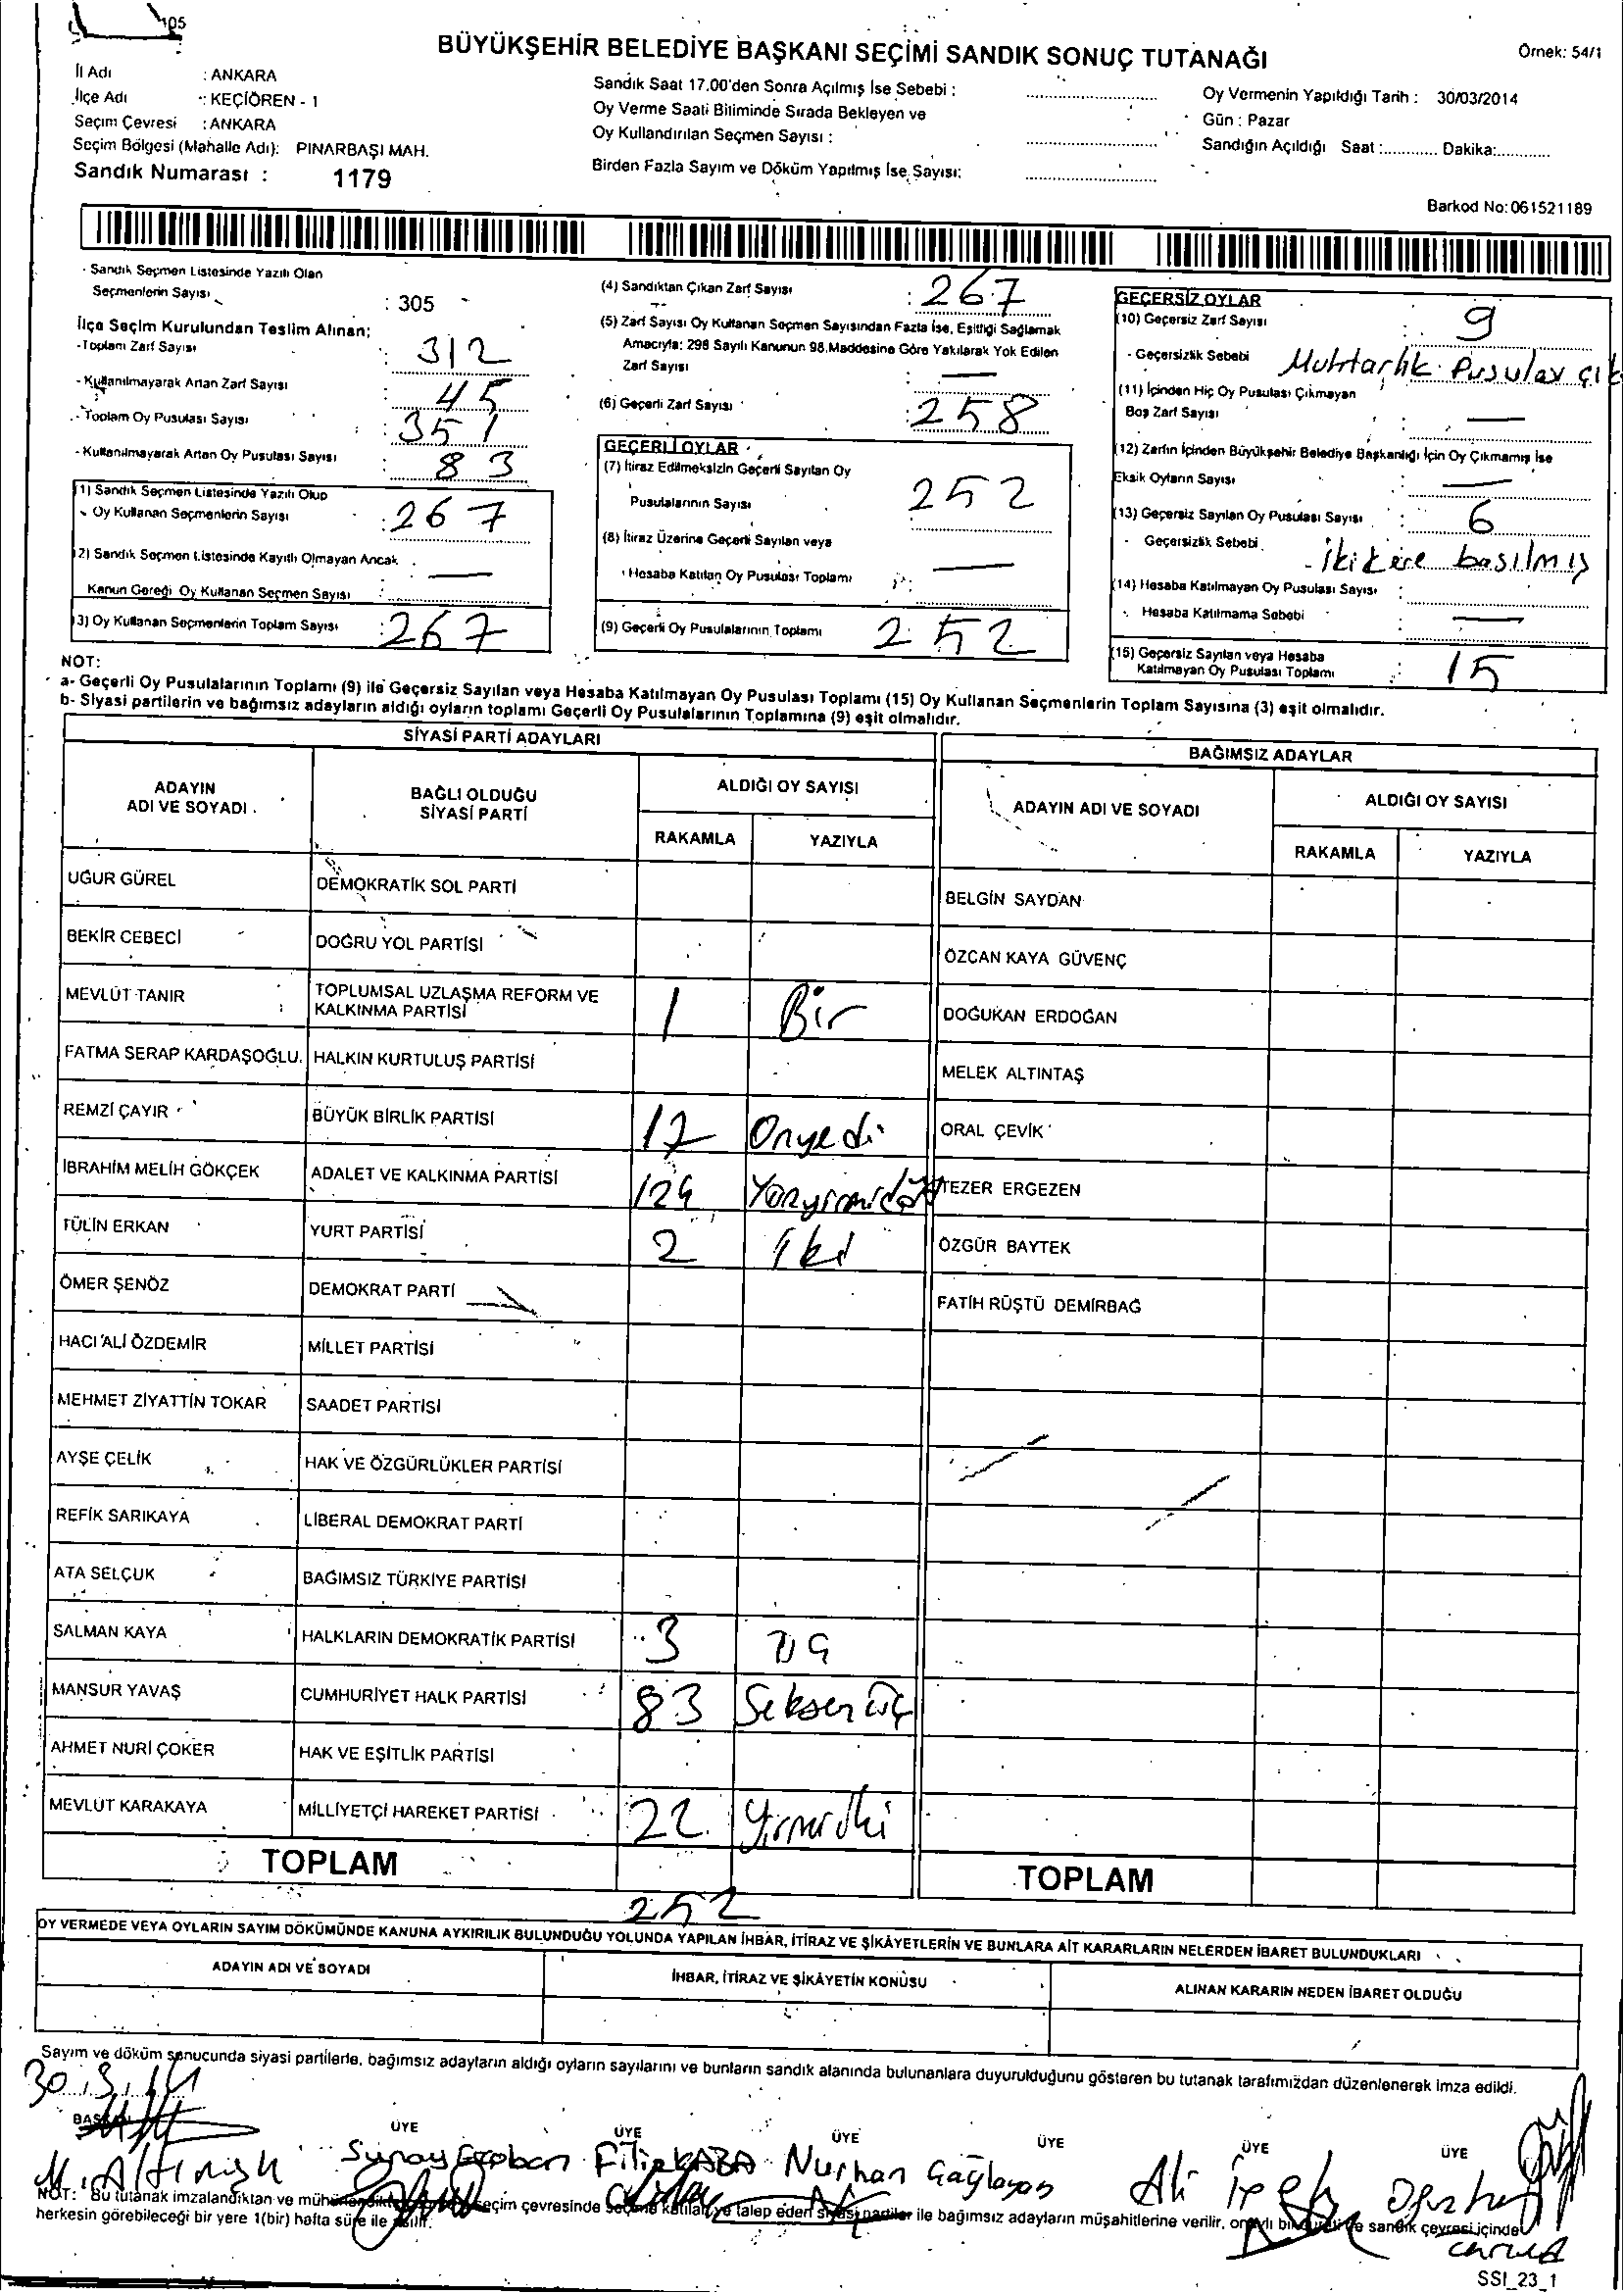 105
BÜYÜKŞEHİR BELEDİYE BAŞKANI SEÇİMİ SANDIK SONUÇ TUTANAĞI
Örnek: 54/1
İl Adı : ANKARA
İlçe Adı : KEÇİÖREN - 1
Seçim Çevresi : ANKARA
Seçim Bölgesi (Mahalle Adı): PINARBAŞI MAH.
Sandık Numarası : 1179
Sandık Saat 17.00'den Sonra Açılmış İse Sebebi :
Oy Verme Saati Bitiminde Sırada Bekleyen ve
Oy Kullandırılan Seçmen Sayısı :
Birden Fazla Sayım ve Döküm Yapılmış İse Sayısı:
Oy Vermenin Yapıldığı Tarih : 30/03/2014
Gün : Pazar
Sandığın Açıldığı Saat :............ Dakika:............
Barkod No: 061521189
- Sandık Seçmen Listesinde Yazılı Olan
Seçmenlerin Sayısı : 305
İlçe Seçim Kurulundan Teslim Alınan;
-Toplam Zarf Sayısı : 312
- Kullanılmayarak Artan Zarf Sayısı : 45
- Toplam Oy Pusulası Sayısı : 351
- Kullanılmayarak Artan Oy Pusulası Sayısı : 83
(1) Sandık Seçmen Listesinde Yazılı Olup
Oy Kullanan Seçmenlerin Sayısı : 267
(2) Sandık Seçmen Listesinde Kayıtlı Olmayan Ancak
Kanun Gereği Oy Kullanan Seçmen Sayısı : —
(3) Oy Kullanan Seçmenlerin Toplam Sayısı : 267
(4) Sandıktan Çıkan Zarf Sayısı : 267
(5) Zarf Sayısı Oy Kullanan Seçmen Sayısından Fazla İse, Eşitliği Sağlamak
Amacıyla: 298 Sayılı Kanunun 98.Maddesine Göre Yakılarak Yok Edilen
Zarf Sayısı : —
(6) Geçerli Zarf Sayısı : 258
GEÇERLİ OYLAR
(7) İtiraz Edilmeksizin Geçerli Sayılan Oy
Pusulalarının Sayısı 252
(8) İtiraz Üzerine Geçerli Sayılan veya
Hesaba Katılan Oy Pusulası Toplamı : —
(9) Geçerli Oy Pusulalarının Toplamı 252
GEÇERSİZ OYLAR
(10) Geçersiz Zarf Sayısı : 9
- Geçersizlik Sebebi Muhtarlık Pusulay
(11) İçinden Hiç Oy Pusulası Çıkmayan
Boş Zarf Sayısı : —
(12) Zarfın İçinden Büyükşehir Belediye Başkanlığı İçin Oy Çıkmamış İse
Eksik Oyların Sayısı : —
(13) Geçersiz Sayılan Oy Pusulası Sayısı : 6
- Geçersizlik Sebebi - iki kere basılmış
(14) Hesaba Katılmayan Oy Pusulası Sayısı :
Hesaba Katılmama Sebebi : —
(15) Geçersiz Sayılan veya Hesaba
Katılmayan Oy Pusulası Toplamı : 15
NOT:
a- Geçerli Oy Pusulalarının Toplamı (9) ile Geçersiz Sayılan veya Hesaba Katılmayan Oy Pusulası Toplamı (15) Oy Kullanan Seçmenlerin Toplam Sayısına (3) eşit olmalıdır.
b- Siyasi partilerin ve bağımsız adayların aldığı oyların toplamı Geçerli Oy Pusulalarının Toplamına (9) eşit olmalıdır.
SİYASİ PARTİ ADAYLARI
ADAYIN ADI VE SOYADI
BAĞLI OLDUĞU SİYASİ PARTİ
ALDIĞI OY SAYISI
RAKAMLA YAZIYLA
UĞUR GÜREL DEMOKRATİK SOL PARTİ
BEKİR CEBECİ DOĞRU YOL PARTİSİ
MEVLÜT TANIR TOPLUMSAL UZLAŞMA REFORM VE KALKINMA PARTİSİ 1 Bir
FATMA SERAP KARDAŞOĞLU HALKIN KURTULUŞ PARTİSİ
REMZİ ÇAYIR BÜYÜK BİRLİK PARTİSİ 17 Onyedi
İBRAHİM MELİH GÖKÇEK ADALET VE KALKINMA PARTİSİ 124 Yüzyirmidört
TÜLİN ERKAN YURT PARTİSİ 2 İki
ÖMER ŞENÖZ DEMOKRAT PARTİ
HACI ALİ ÖZDEMİR MİLLET PARTİSİ
MEHMET ZİYATTİN TOKAR SAADET PARTİSİ
AYŞE ÇELİK HAK VE ÖZGÜRLÜKLER PARTİSİ
REFİK SARIKAYA LİBERAL DEMOKRAT PARTİ
ATA SELÇUK BAĞIMSIZ TÜRKİYE PARTİSİ
SALMAN KAYA HALKLARIN DEMOKRATİK PARTİSİ 3 Üç
MANSUR YAVAŞ CUMHURİYET HALK PARTİSİ 83 Seksen üç
AHMET NURİ ÇOKER HAK VE EŞİTLİK PARTİSİ
MEVLÜT KARAKAYA MİLLİYETÇİ HAREKET PARTİSİ 22 Yirmi iki
TOPLAM 252
BAĞIMSIZ ADAYLAR
ADAYIN ADI VE SOYADI
ALDIĞI OY SAYISI
RAKAMLA YAZIYLA
BELGİN SAYDAN
ÖZCAN KAYA GÜVENÇ
DOĞUKAN ERDOĞAN
MELEK ALTINTAŞ
ORAL ÇEVİK
TEZER ERGEZEN
ÖZGÜR BAYTEK
FATİH RÜŞTÜ DEMİRBAĞ
TOPLAM
OY VERMEDE VEYA OYLARIN SAYIM DÖKÜMÜNDE KANUNA AYKIRILIK BULUNDUĞU YOLUNDA YAPILAN İHBAR, İTİRAZ VE ŞİKÂYETLERİN VE BUNLARA AİT KARARLARIN NELERDEN İBARET BULUNDUKLARI
ADAYIN ADI VE SOYADI
İHBAR, İTİRAZ VE ŞİKÂYETİN KONUSU
ALINAN KARARIN NEDEN İBARET OLDUĞU
Sayım ve döküm sonucunda siyasi partilerle, bağımsız adayların aldığı oyların sayılarını ve bunların sandık alanında bulunanlara duyurulduğunu gösteren bu tutanak tarafımızdan düzenlenerek imza edildi.
30.3.14
BAŞKAN ÜYE ÜYE ÜYE ÜYE ÜYE ÜYE
Filiz KABA Nurhan Çağlayan Ali İpek
NOT: Bu tutanak imzalandıktan ve seçim çevresinde seçime katılan ve talep eden siyasi partiler ile bağımsız adayların müşahitlerine verilir, onaylı bir sandık çevresi içinde
herkesin görebileceği bir yere 1(bir) hafta süre ile asılır.
SSI_23_1